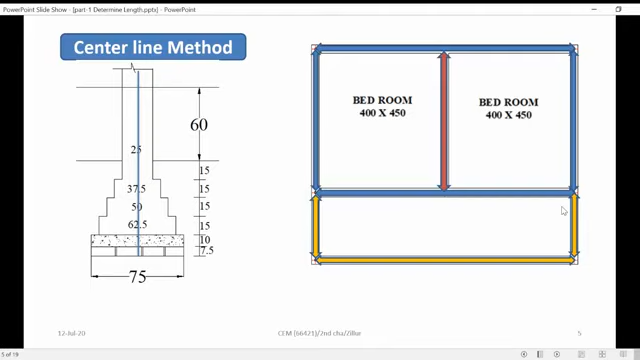 PowerPoint Slide Show - [part-1 Determine Length.pptx] - PowerPoint
Center line Method
60
25
15
37.5
15
50
15
62.5
15
10
7.5
75
BED ROOM
400 X 450
BED ROOM
400 X 450
12-Jul-20
CEM (66421)/2nd.cha/Zillur
5
5 of 19